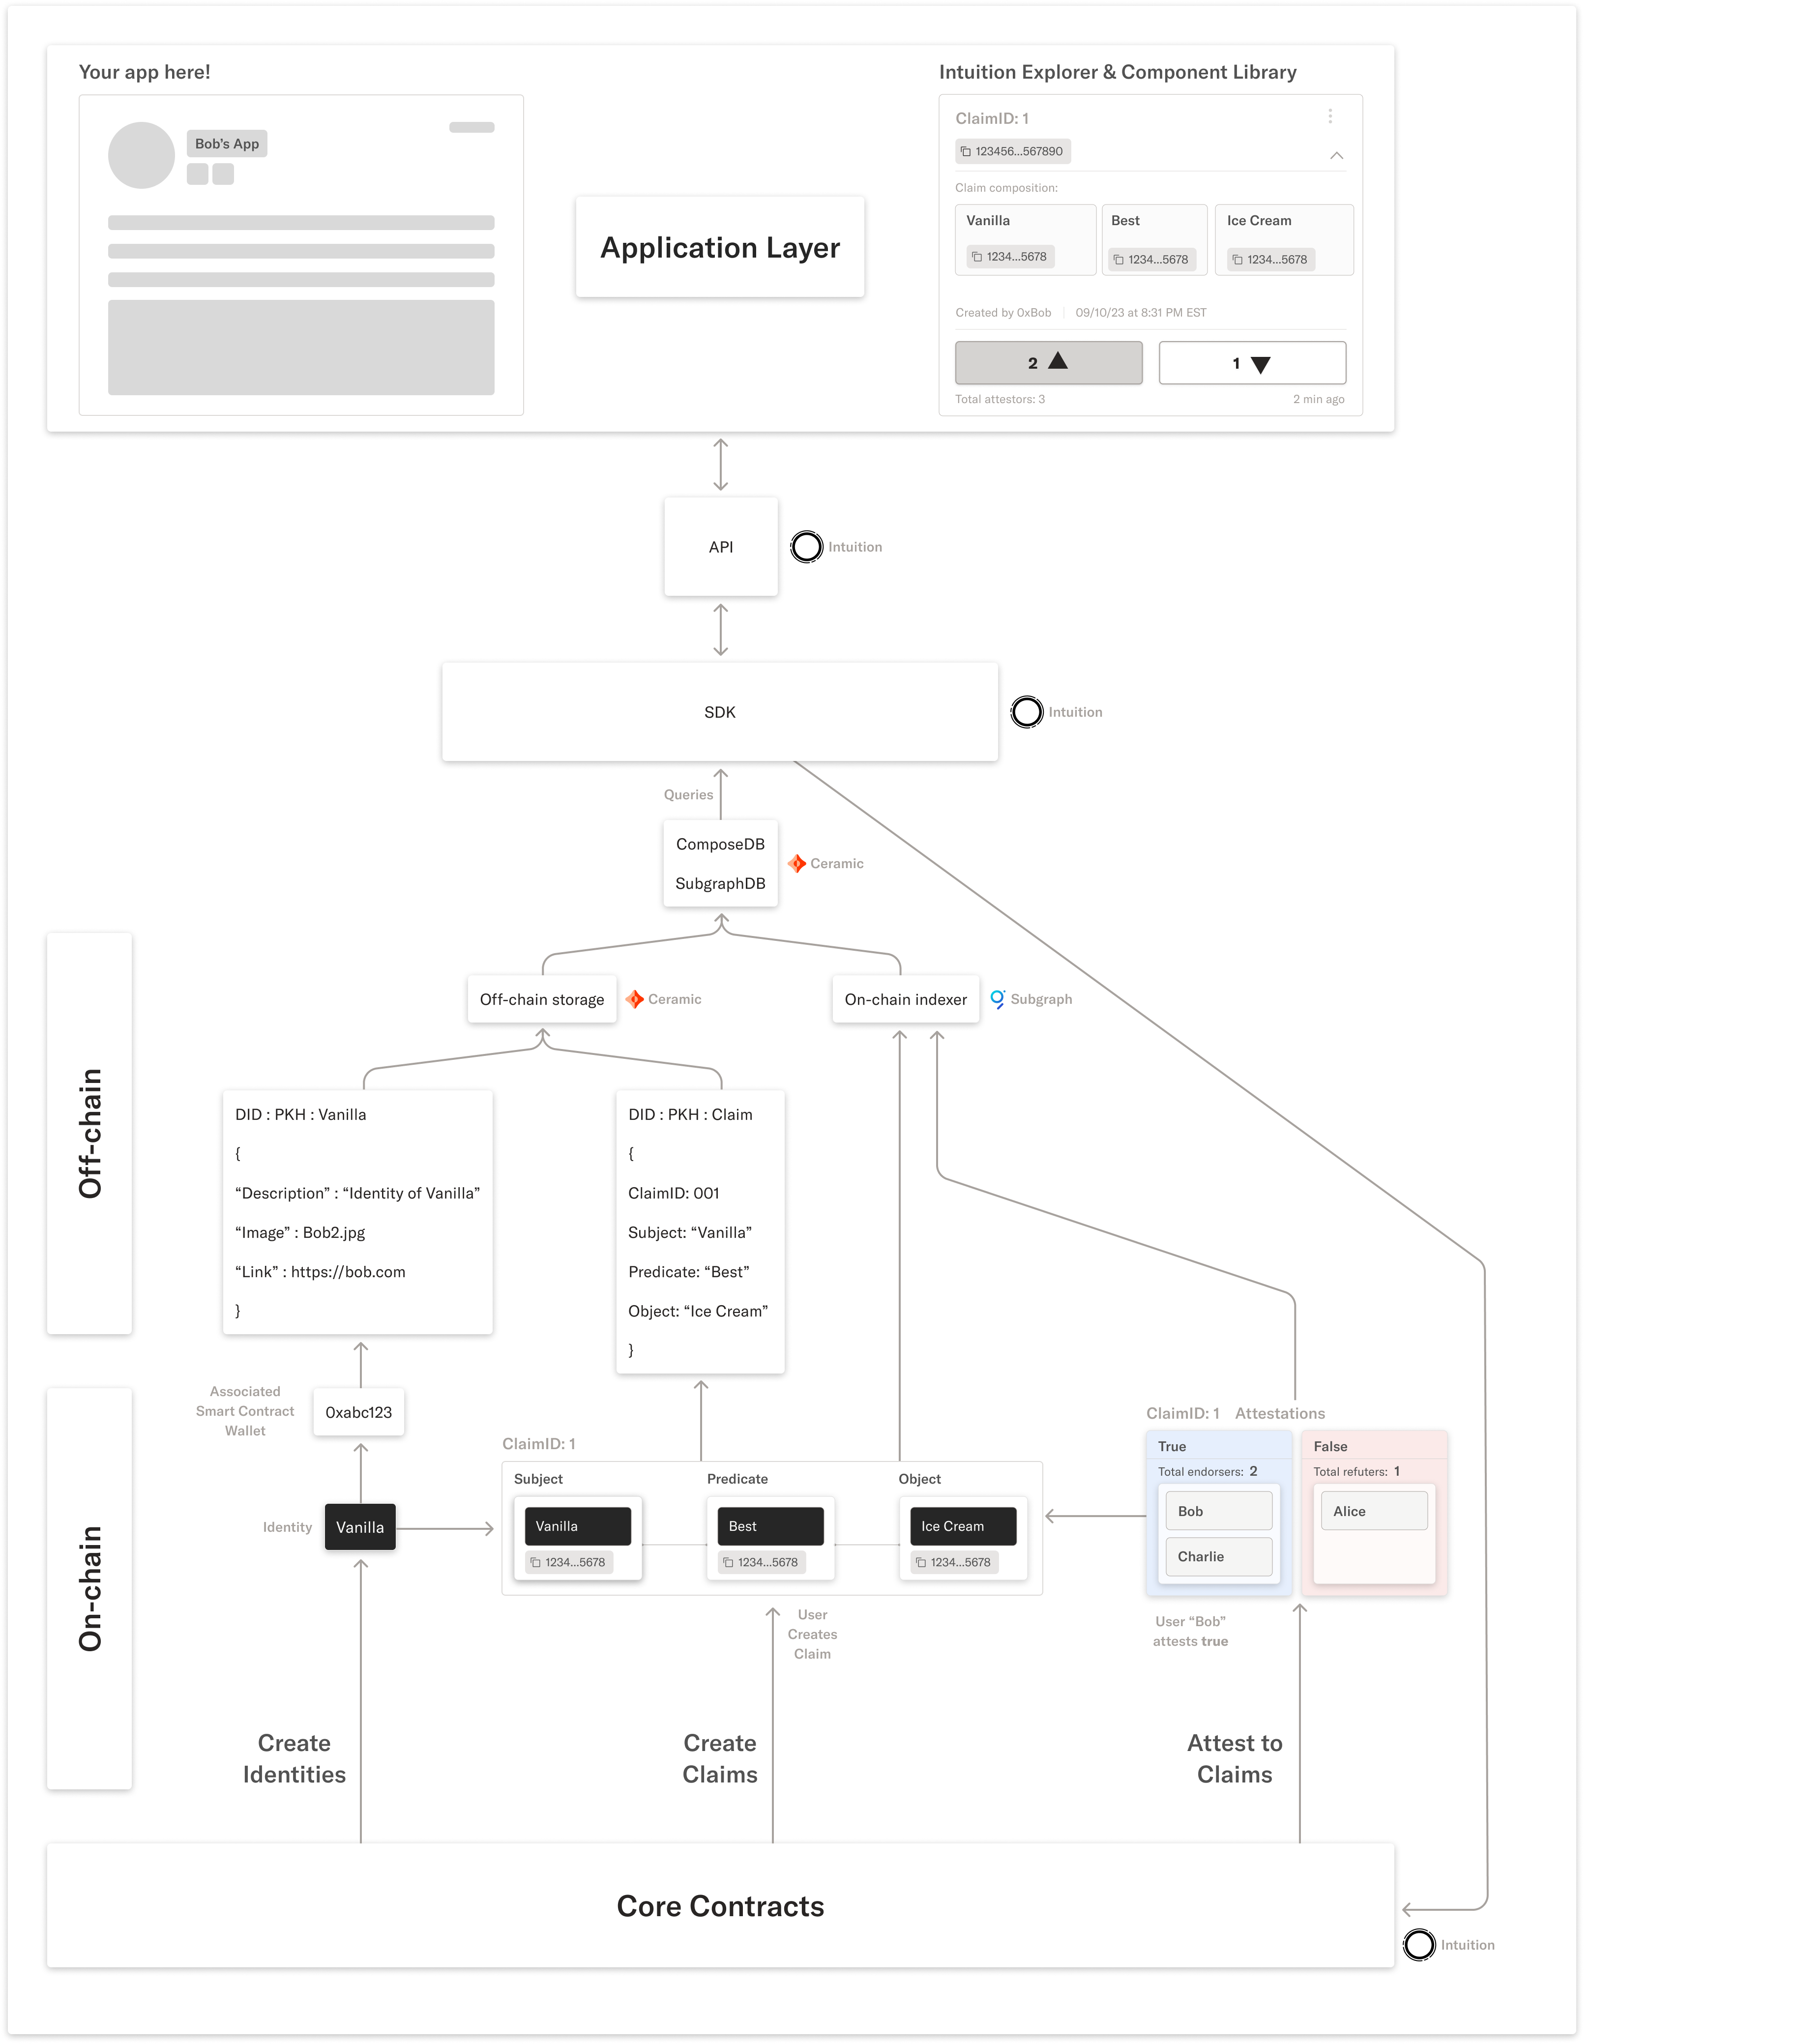 Your app here!
Bob's App
Application Layer
Intuition Explorer & Component Library
ClaimID: 1
123456...567890
Claim composition:
Vanilla
1234...5678
Best
1234...5678
Ice Cream
1234...5678
Created by 0xBob
09/10/23 at 8:31 PM EST
2
1
Total attestors: 3
2 min ago
API
Intuition
SDK
Intuition
Queries
ComposeDB
SubgraphDB
Ceramic
Off-chain
Off-chain storage
Ceramic
On-chain indexer
Subgraph
DID : PKH : Vanilla
{
“Description” : “Identity of Vanilla”
“Image” : Bob2.jpg
“Link” : https://bob.com
}
DID : PKH : Claim
{
ClaimID: 001
Subject: “Vanilla”
Predicate: “Best”
Object: “Ice Cream”
}
On-chain
Associated
Smart Contract
Wallet
0xabc123
Identity
Vanilla
ClaimID: 1
Subject
Vanilla
1234...5678
Predicate
Best
1234...5678
Object
Ice Cream
1234...5678
ClaimID: 1 Attestations
True
Total endorsers: 2
Bob
Charlie
False
Total refuters: 1
Alice
User
Creates
Claim
User “Bob”
attests true
Create
Identities
Create
Claims
Attest to
Claims
Core Contracts
Intuition